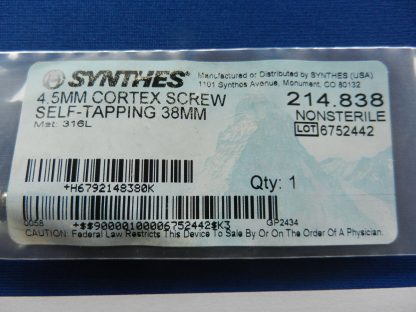 SYNTHES®
Manufactured or Distributed by SYNTHES (USA)
1101 Synthes Avenue, Monument, CO 80132
4.5MM CORTEX SCREW
SELF-TAPPING 38MM
Mat: 316L
214.838
NONSTERILE
LOT 6752442
+H6792148380K
Qty: 1
0058
+$$9000010006752442$K3
GP2434
CAUTION: Federal Law Restricts This Device To Sale By Or On The Order Of A Physician.